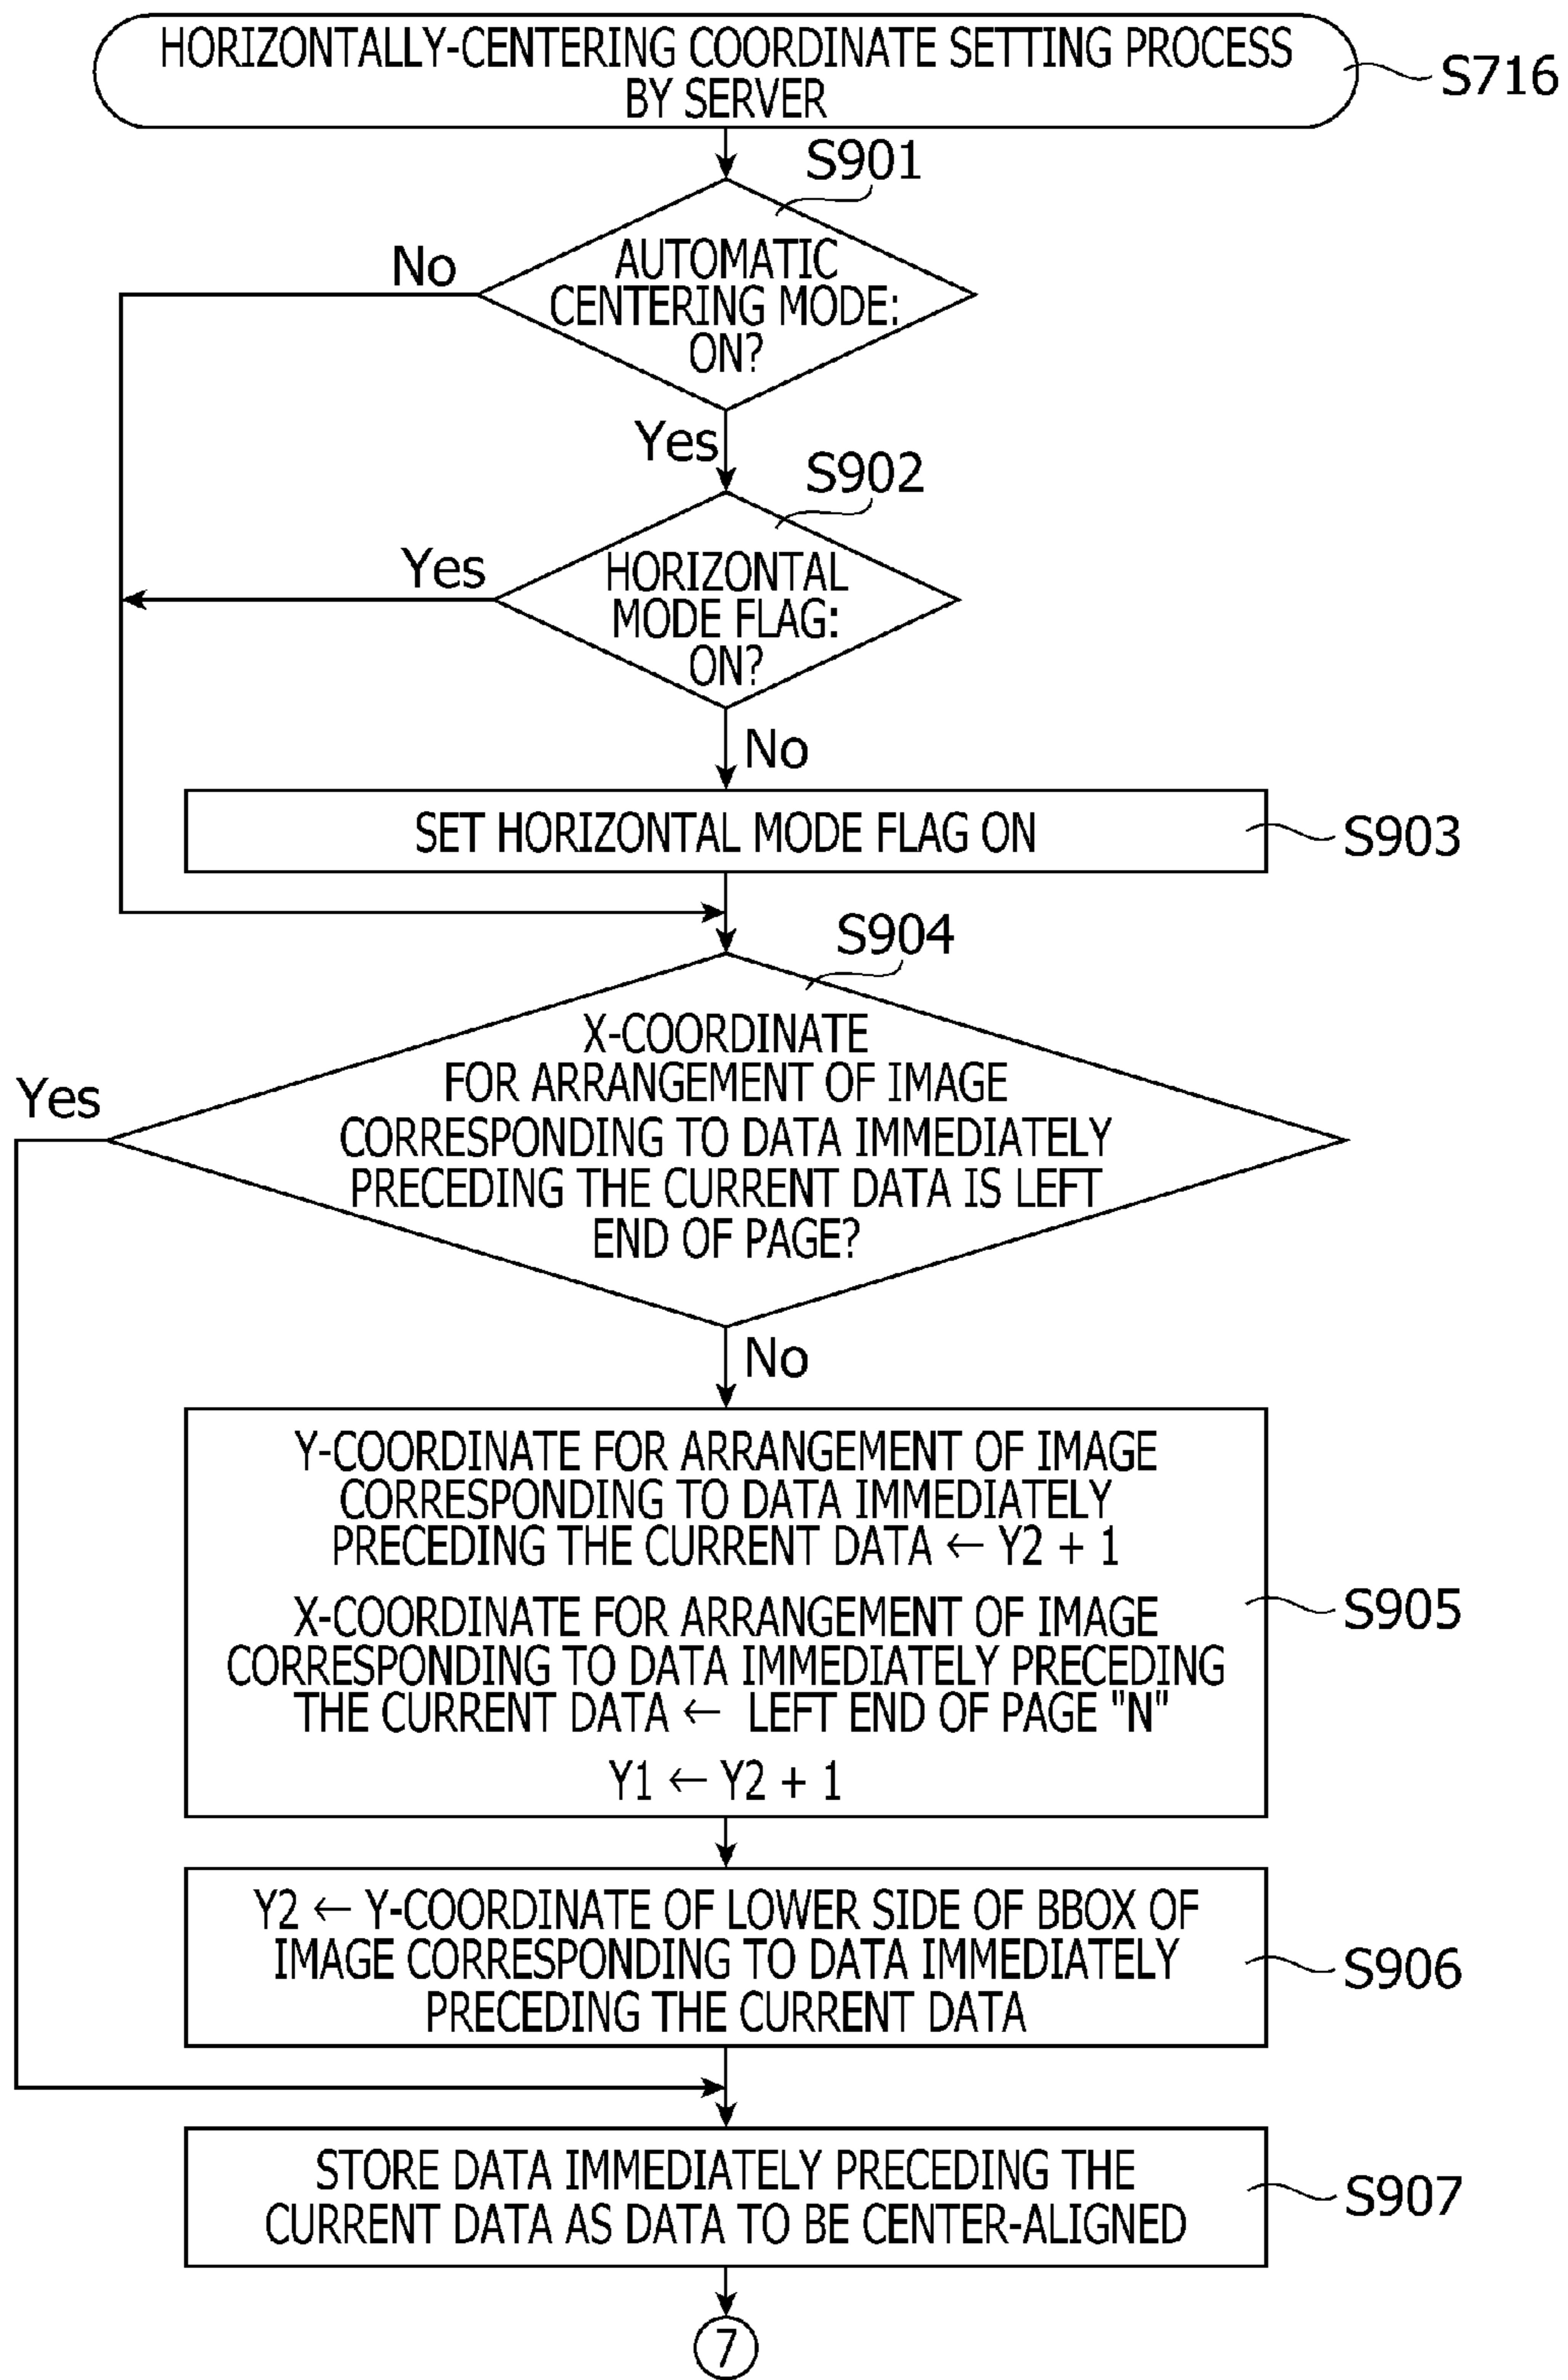 HORIZONTALLY-CENTERING COORDINATE SETTING PROCESS
BY SERVER
S716
S901
AUTOMATIC
CENTERING MODE:
ON?
No
Yes
S902
HORIZONTAL
MODE FLAG:
ON?
Yes
No
SET HORIZONTAL MODE FLAG ON
S903
S904
X-COORDINATE
FOR ARRANGEMENT OF IMAGE
CORRESPONDING TO DATA IMMEDIATELY
PRECEDING THE CURRENT DATA IS LEFT
END OF PAGE?
Yes
No
Y-COORDINATE FOR ARRANGEMENT OF IMAGE
CORRESPONDING TO DATA IMMEDIATELY
PRECEDING THE CURRENT DATA ← Y2 + 1
X-COORDINATE FOR ARRANGEMENT OF IMAGE
CORRESPONDING TO DATA IMMEDIATELY PRECEDING
THE CURRENT DATA ← LEFT END OF PAGE "N"
Y1 ← Y2 + 1
S905
Y2 ← Y-COORDINATE OF LOWER SIDE OF BBOX OF
IMAGE CORRESPONDING TO DATA IMMEDIATELY
PRECEDING THE CURRENT DATA
S906
STORE DATA IMMEDIATELY PRECEDING THE
CURRENT DATA AS DATA TO BE CENTER-ALIGNED
S907
7